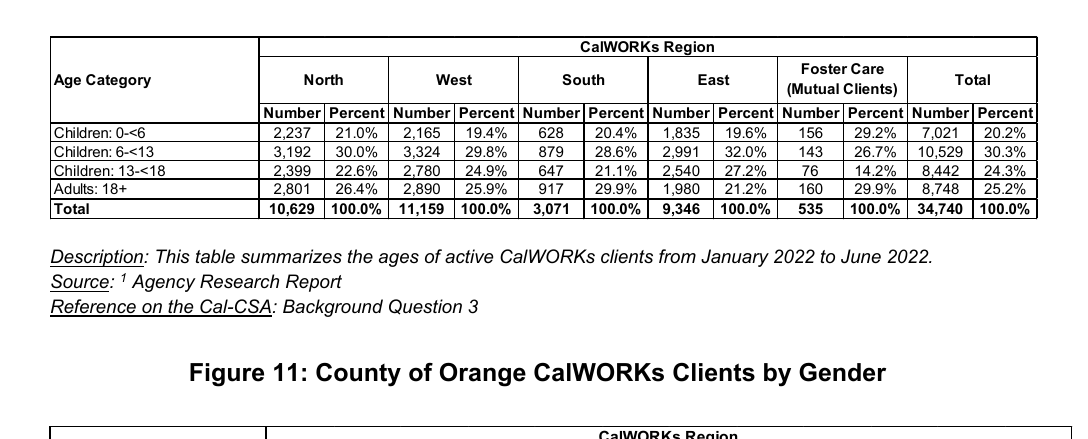 CalWORKs Region
Age Category North West South East Foster Care (Mutual Clients) Total
Number Percent Number Percent Number Percent Number Percent Number Percent Number Percent
Children: 0-<6 2,237 21.0% 2,165 19.4% 628 20.4% 1,835 19.6% 156 29.2% 7,021 20.2%
Children: 6-<13 3,192 30.0% 3,324 29.8% 879 28.6% 2,991 32.0% 143 26.7% 10,529 30.3%
Children: 13-<18 2,399 22.6% 2,780 24.9% 647 21.1% 2,540 27.2% 76 14.2% 8,442 24.3%
Adults: 18+ 2,801 26.4% 2,890 25.9% 917 29.9% 1,980 21.2% 160 29.9% 8,748 25.2%
Total 10,629 100.0% 11,159 100.0% 3,071 100.0% 9,346 100.0% 535 100.0% 34,740 100.0%
Description: This table summarizes the ages of active CalWORKs clients from January 2022 to June 2022.
Source: ¹ Agency Research Report
Reference on the Cal-CSA: Background Question 3
Figure 11: County of Orange CalWORKs Clients by Gender
CalWORKs Region